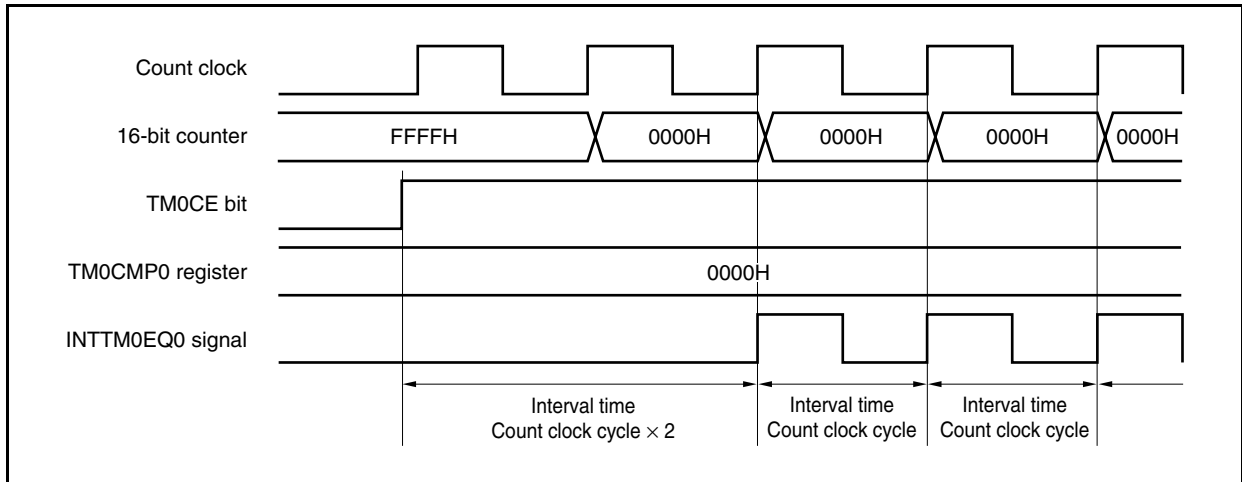 Count clock
16-bit counter FFFFH 0000H 0000H 0000H 0000H
TM0CE bit
TM0CMP0 register 0000H
INTTM0EQ0 signal
Interval time Interval time Interval time
Count clock cycle × 2 Count clock cycle Count clock cycle